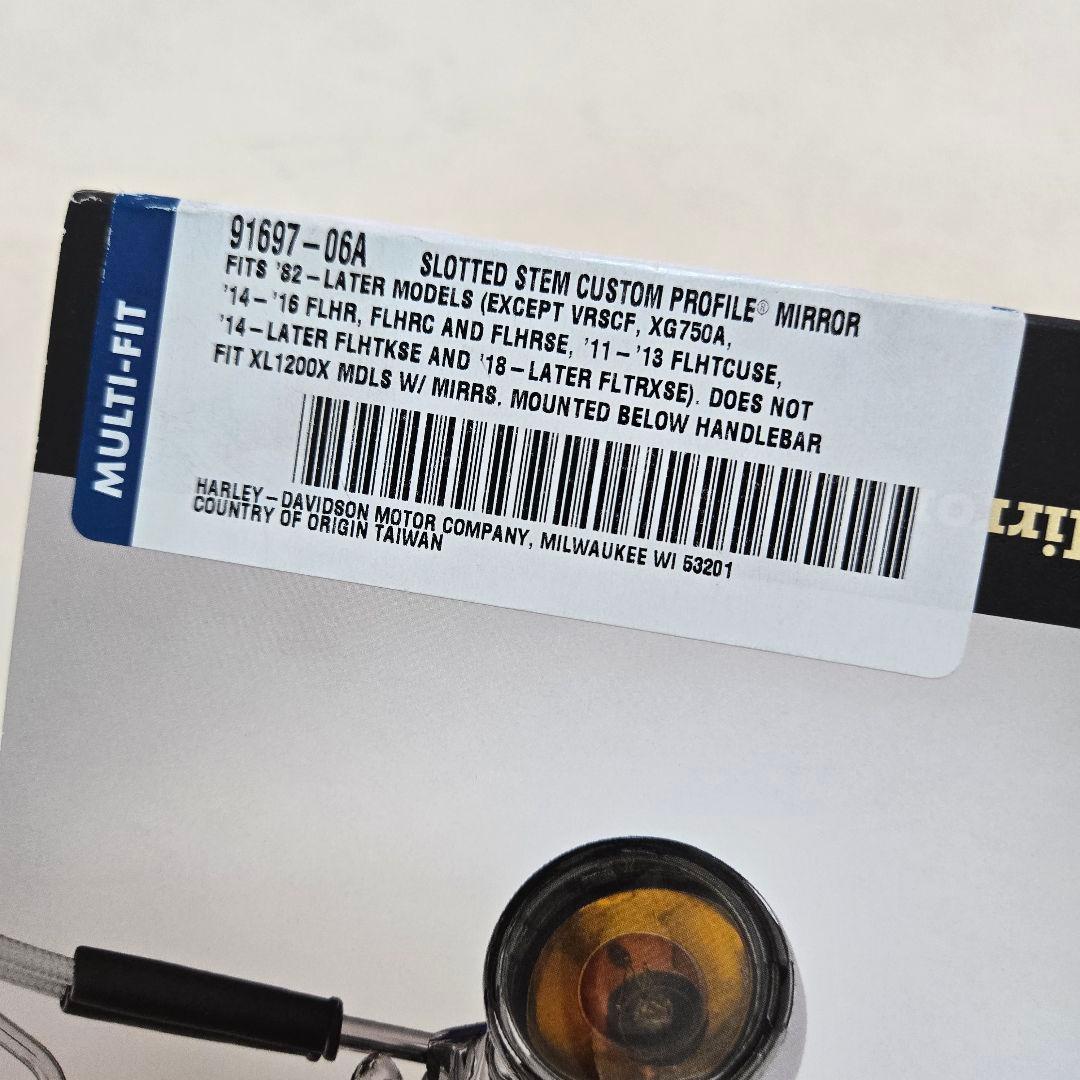 91697-06A SLOTTED STEM CUSTOM PROFILE® MIRROR
FITS '82-LATER MODELS (EXCEPT VRSCF, XG750A,
'14-'16 FLHR, FLHRC AND FLHRSE, '11-'13 FLHTCUSE,
'14-LATER FLHTKSE AND '18-LATER FLTRXSE). DOES NOT
FIT XL1200X MDLS W/ MIRRS. MOUNTED BELOW HANDLEBAR
HARLEY-DAVIDSON MOTOR COMPANY, MILWAUKEE WI 53201
COUNTRY OF ORIGIN TAIWAN
MULTI-FIT